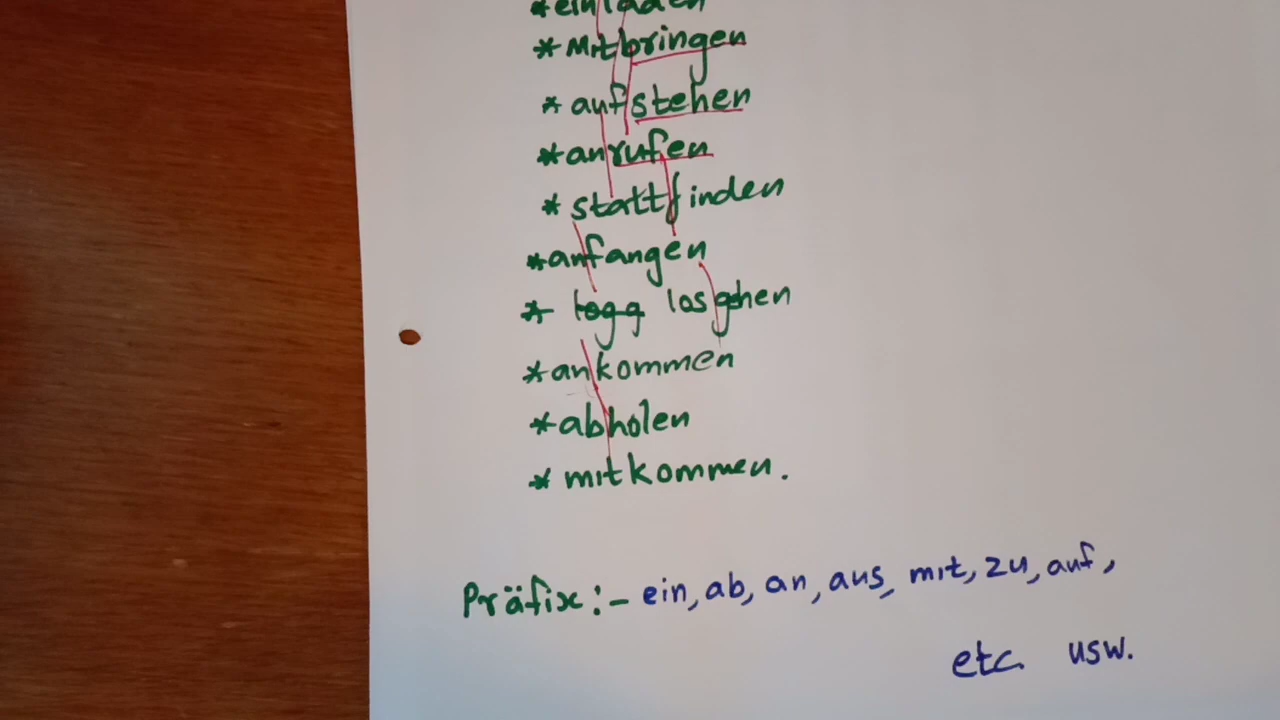 *einladen
*Mitbringen
*aufstehen
*anrufen
*stattfinden
*anfangen
* losgehen
*ankommen
*abholen
*mitkommen.
Präfix:- ein, ab, an, aus, mit, zu, auf,
etc. usw.